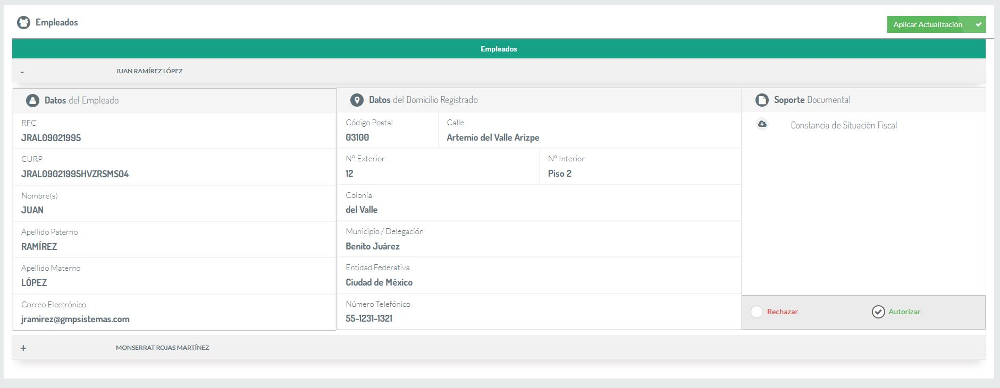 Empleados
Aplicar Actualización
Empleados
-
JUAN RAMÍREZ LÓPEZ
Datos del Empleado
RFC
JRAL09021995
CURP
JRAL09021995HVZRSMS04
Nombre(s)
JUAN
Apellido Paterno
RAMÍREZ
Apellido Materno
LÓPEZ
Correo Electrónico
jramirez@gmpsistemas.com
Datos del Domicilio Registrado
Código Postal
03100
Calle
Artemio del Valle Arizpe
Nº. Exterior
12
Nº Interior
Piso 2
Colonia
del Valle
Municipio / Delegación
Benito Juárez
Entidad Federativa
Ciudad de México
Número Telefónico
55-1231-1321
Soporte Documental
Constancia de Situación Fiscal
Rechazar
Autorizar
+
MONSERRAT ROJAS MARTÍNEZ